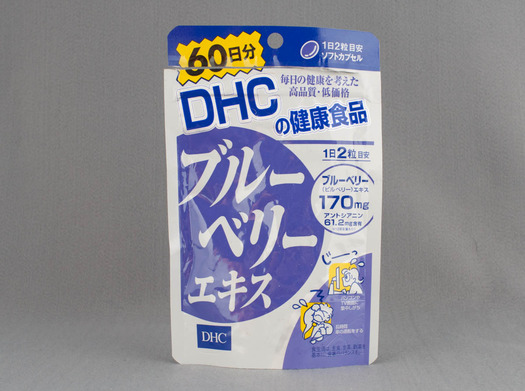 60日分
1日2粒目安
ソフトカプセル
毎日の健康を考えた
高品質・低価格
DHC
の健康食品
1日2粒目安
ブルーベリー
エキス
ブルーベリー
(ビルベリー)エキス
170mg
アントシアニン
61.2mg含有
じーっ
DHC